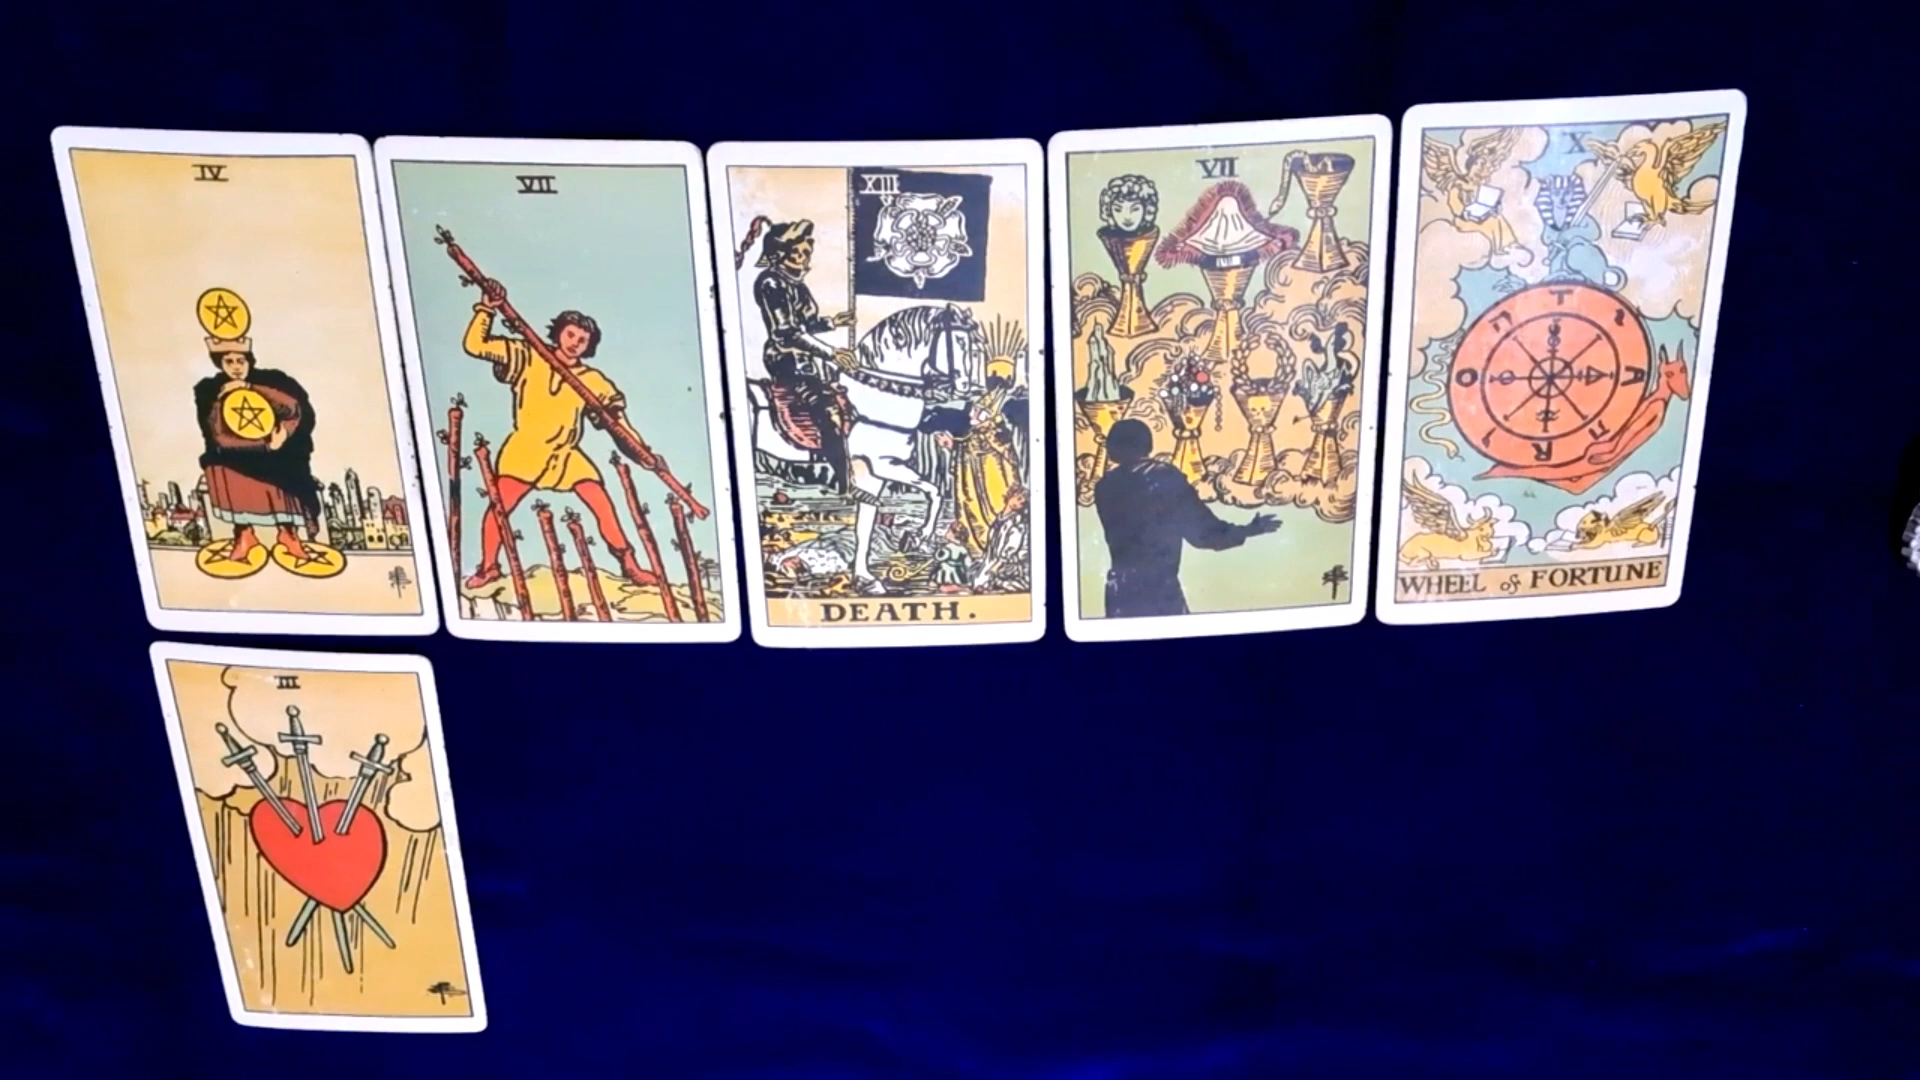 IV
VII
XIII
DEATH.
VII
X
T
A
R
O
WHEEL of FORTUNE
III